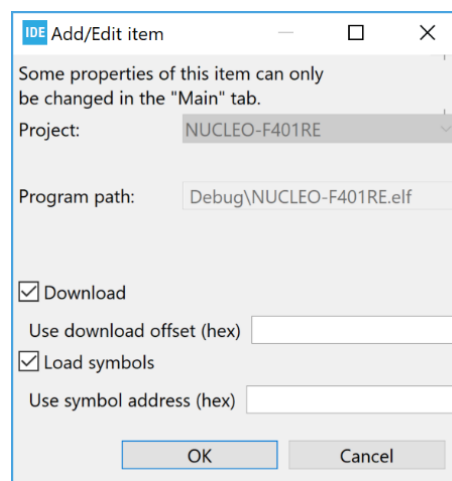 IDE Add/Edit item
Some properties of this item can only
be changed in the "Main" tab.
Project: NUCLEO-F401RE
Program path: Debug\NUCLEO-F401RE.elf
Download
Use download offset (hex)
Load symbols
Use symbol address (hex)
OK Cancel